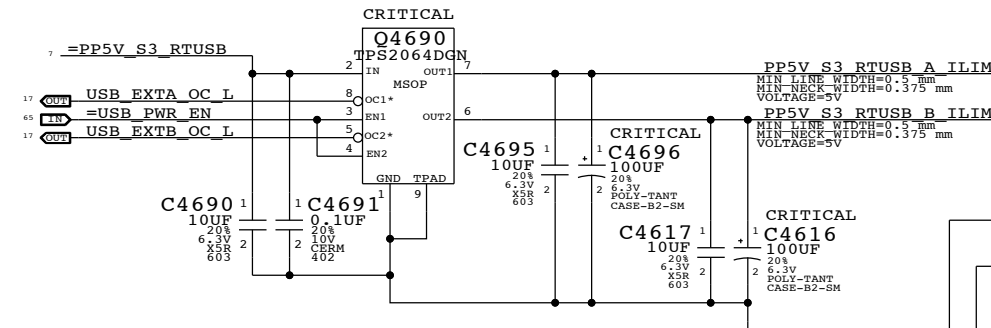 CRITICAL
Q4690
TPS2064DGN
7 =PP5V_S3_RTUSB
2 IN OUT1 7
MSOP
PP5V_S3_RTUSB_A_ILIM
MIN_LINE_WIDTH=0.5 mm
MIN_NECK_WIDTH=0.375 mm
VOLTAGE=5V
17 OUT USB_EXTA_OC_L 8 OC1*
65 IN =USB_PWR_EN 3 EN1 OUT2 6
PP5V_S3_RTUSB_B_ILIM
MIN_LINE_WIDTH=0.5 mm
MIN_NECK_WIDTH=0.375 mm
VOLTAGE=5V
17 OUT USB_EXTB_OC_L 5 OC2*
4 EN2
GND TPAD
1 9
C4690 1
10UF
20%
6.3V 2
X5R
603
1 C4691
0.1UF
20%
2 10V
CERM
402
C4695 1
10UF
20%
6.3V 2
X5R
603
CRITICAL
1 C4696
+ 100UF
20%
2 6.3V
POLY-TANT
CASE-B2-SM
C4617 1
10UF
20%
6.3V 2
X5R
603
CRITICAL
1 C4616
+ 100UF
20%
2 6.3V
POLY-TANT
CASE-B2-SM